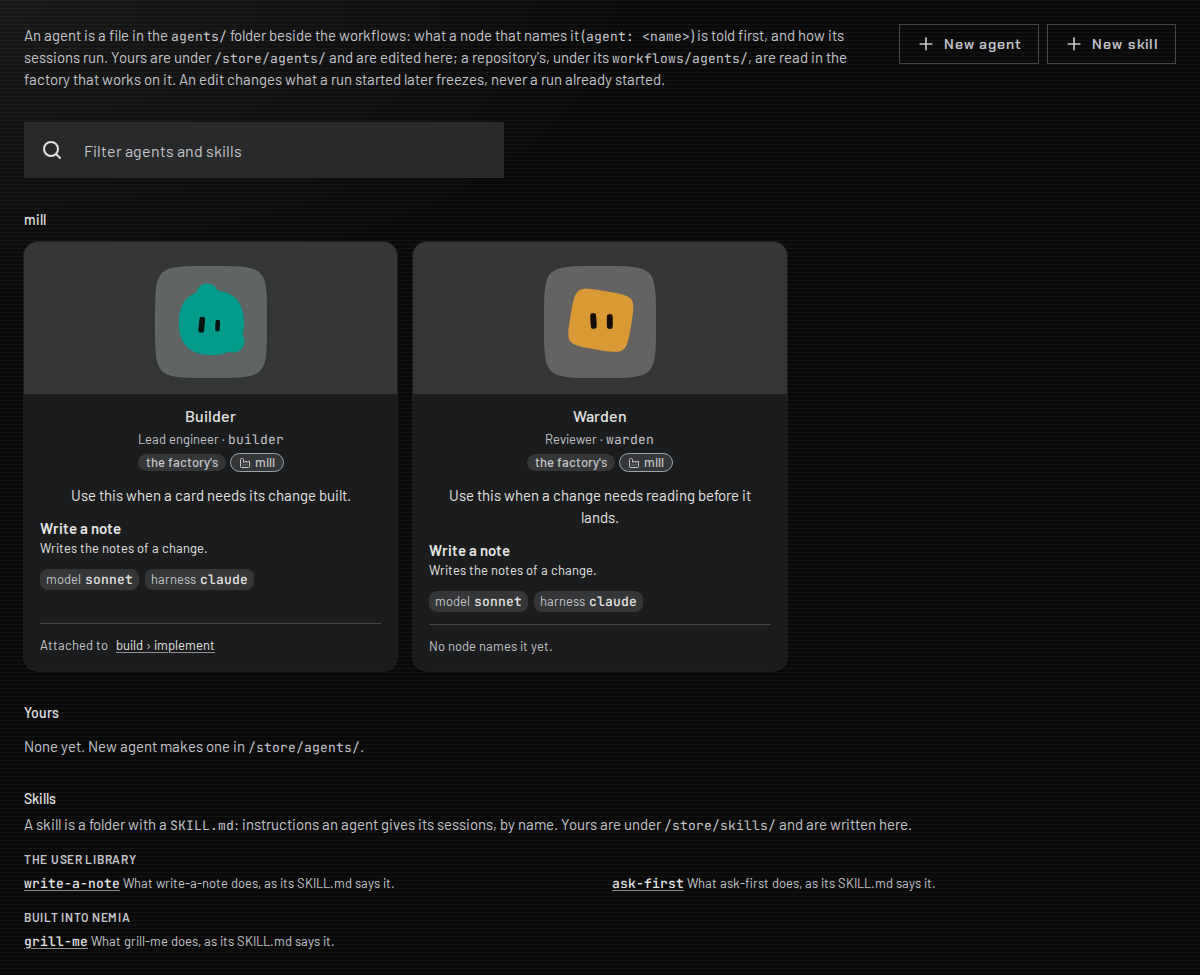 An agent is a file in the agents/ folder beside the workflows: what a node that names it (agent: <name>) is told first, and how its
sessions run. Yours are under /store/agents/ and are edited here; a repository's, under its workflows/agents/, are read in the
factory that works on it. An edit changes what a run started later freezes, never a run already started.
New agent
New skill
Filter agents and skills
mill
Builder
Lead engineer · builder
the factory's mill
Use this when a card needs its change built.
Write a note
Writes the notes of a change.
model sonnet harness claude
Attached to build › implement
Warden
Reviewer · warden
the factory's mill
Use this when a change needs reading before it
lands.
Write a note
Writes the notes of a change.
model sonnet harness claude
No node names it yet.
Yours
None yet. New agent makes one in /store/agents/.
Skills
A skill is a folder with a SKILL.md: instructions an agent gives its sessions, by name. Yours are under /store/skills/ and are written here.
THE USER LIBRARY
write-a-note What write-a-note does, as its SKILL.md says it.
ask-first What ask-first does, as its SKILL.md says it.
BUILT INTO NEMIA
grill-me What grill-me does, as its SKILL.md says it.